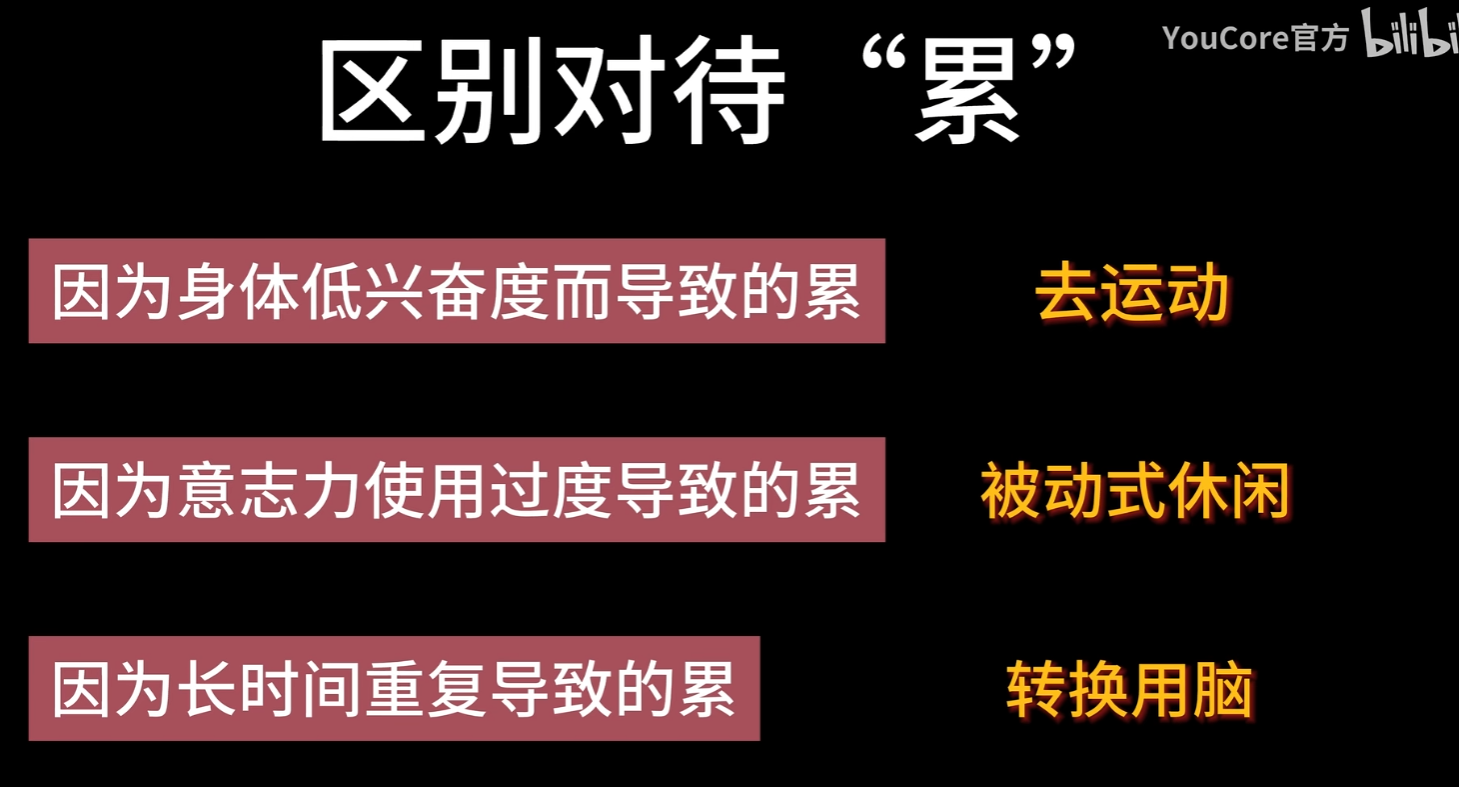 YouCore官方 bilibi
区别对待“累”
因为身体低兴奋度而导致的累 去运动
因为意志力使用过度导致的累 被动式休闲
因为长时间重复导致的累 转换用脑